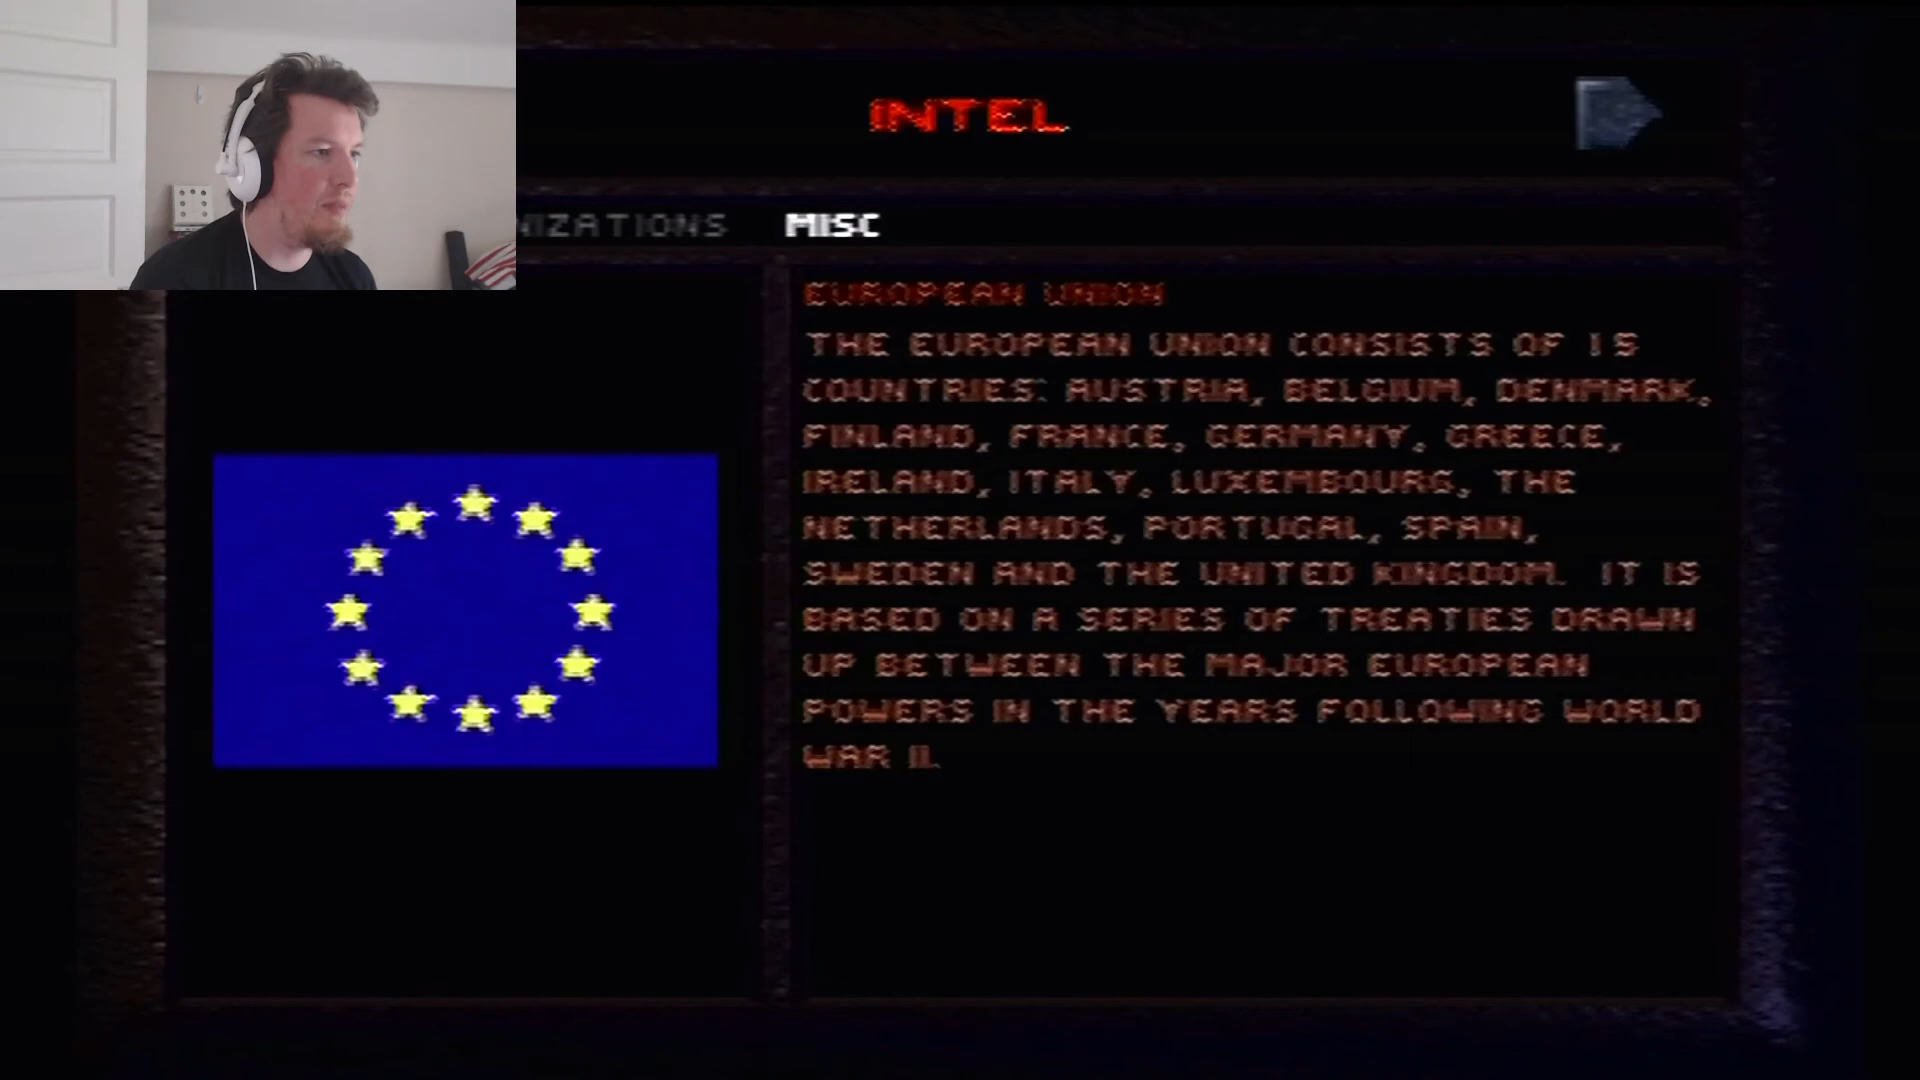 INTEL
NIZATIONS MISC
EUROPEAN UNION
THE EUROPEAN UNION CONSISTS OF 15
COUNTRIES: AUSTRIA, BELGIUM, DENMARK,
FINLAND, FRANCE, GERMANY, GREECE,
IRELAND, ITALY, LUXEMBOURG, THE
NETHERLANDS, PORTUGAL, SPAIN,
SWEDEN AND THE UNITED KINGDOM. IT IS
BASED ON A SERIES OF TREATIES DRAWN
UP BETWEEN THE MAJOR EUROPEAN
POWERS IN THE YEARS FOLLOWING WORLD
WAR II.